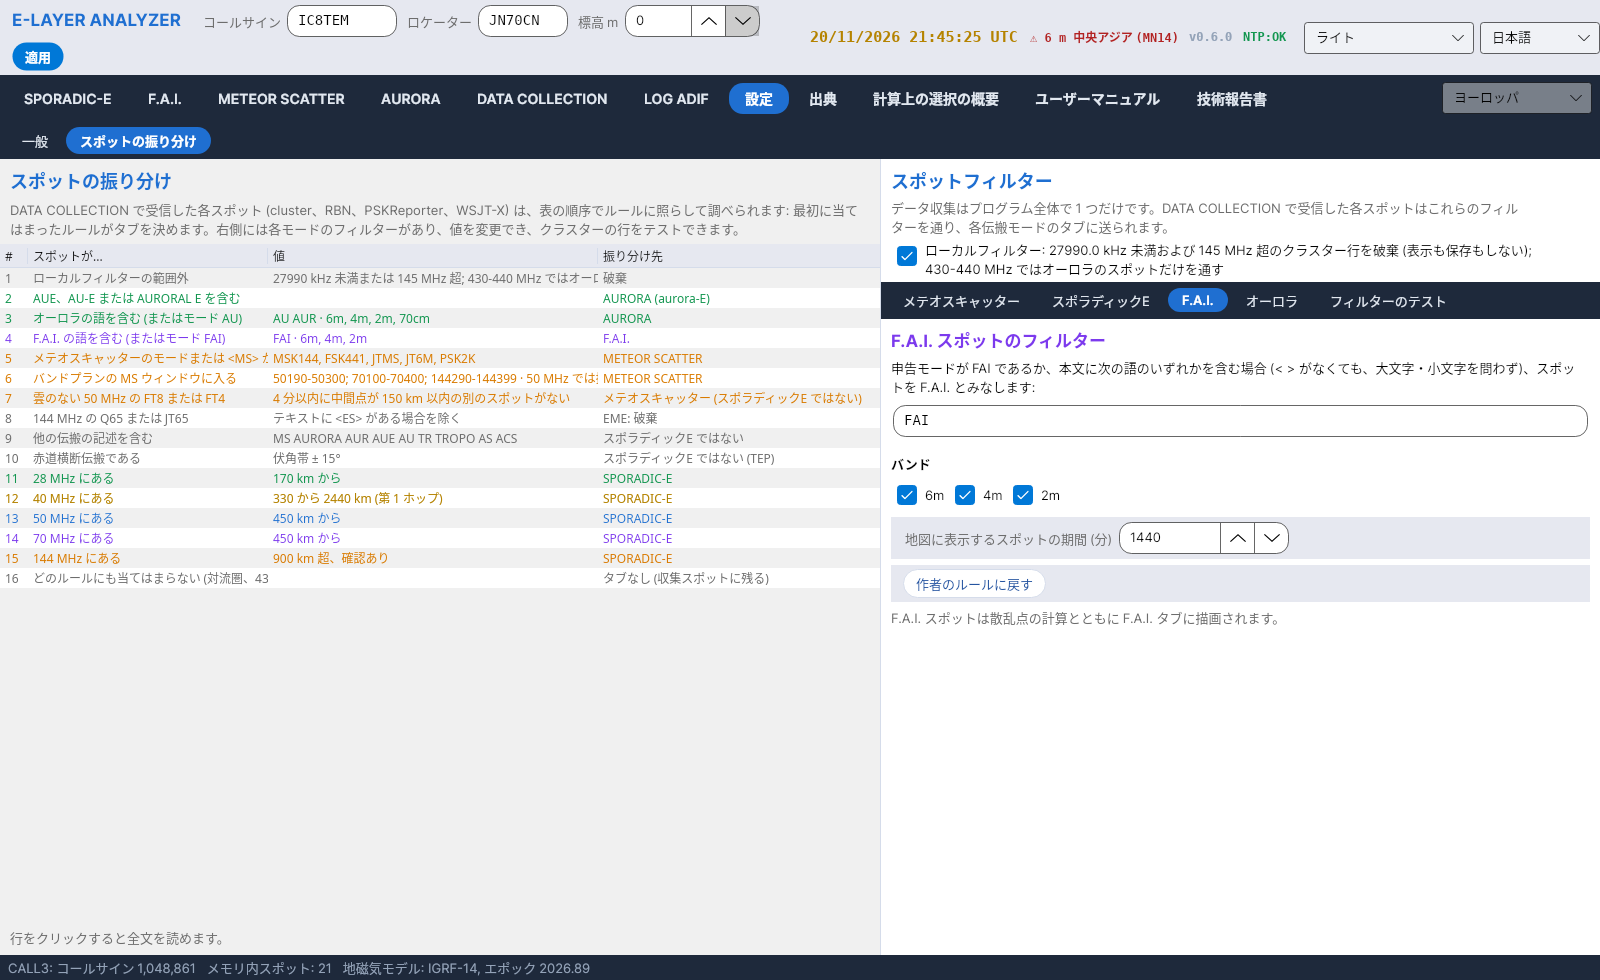 E-LAYER ANALYZER コールサイン IC8TEM ロケーター JN70CN 標高 m 0
20/11/2026 21:45:25 UTC ⚠ 6 m 中央アジア (MN14) v0.6.0 NTP:OK ライト 日本語
適用
SPORADIC-E F.A.I. METEOR SCATTER AURORA DATA COLLECTION LOG ADIF 設定 出典 計算上の選択の概要 ユーザーマニュアル 技術報告書 ヨーロッパ
一般 スポットの振り分け
スポットの振り分け
DATA COLLECTION で受信した各スポット (cluster、RBN、PSKReporter、WSJT-X) は、表の順序でルールに照らして調べられます: 最初に当て
はまったルールがタブを決めます。右側には各モードのフィルターがあり、値を変更でき、クラスターの行をテストできます。
# スポットが... 値 振り分け先
1 ローカルフィルターの範囲外 27990 kHz 未満または 145 MHz 超; 430-440 MHz ではオーロ 破棄
2 AUE、AU-E または AURORAL E を含む AURORA (aurora-E)
3 オーロラの語を含む (またはモード AU) AU AUR · 6m, 4m, 2m, 70cm AURORA
4 F.A.I. の語を含む (またはモード FAI) FAI · 6m, 4m, 2m F.A.I.
5 メテオスキャッターのモードまたは <MS> が MSK144, FSK441, JTMS, JT6M, PSK2K METEOR SCATTER
6 バンドプランの MS ウィンドウに入る 50190-50300; 70100-70400; 144290-144399 · 50 MHz では METEOR SCATTER
7 雲のない 50 MHz の FT8 または FT4 4 分以内に中間点が 150 km 以内の別のスポットがない メテオスキャッター (スポラディックE ではない)
8 144 MHz の Q65 または JT65 テキストに <ES> がある場合を除く EME: 破棄
9 他の伝搬の記述を含む MS AURORA AUR AUE AU TR TROPO AS ACS スポラディックE ではない
10 赤道横断伝搬である 伏角帯 ± 15° スポラディックE ではない (TEP)
11 28 MHz にある 170 km から SPORADIC-E
12 40 MHz にある 330 から 2440 km (第 1 ホップ) SPORADIC-E
13 50 MHz にある 450 km から SPORADIC-E
14 70 MHz にある 450 km から SPORADIC-E
15 144 MHz にある 900 km 超、確認あり SPORADIC-E
16 どのルールにも当てはまらない (対流圏、43 タブなし (収集スポットに残る)
行をクリックすると全文を読めます。
スポットフィルター
データ収集はプログラム全体で 1 つだけです。DATA COLLECTION で受信した各スポットはこれらのフィル
ターを通り、各伝搬モードのタブに送られます。
ローカルフィルター: 27990.0 kHz 未満および 145 MHz 超のクラスター行を破棄 (表示も保存もしない);
430-440 MHz ではオーロラのスポットだけを通す
メテオスキャッター スポラディックE F.A.I. オーロラ フィルターのテスト
F.A.I. スポットのフィルター
申告モードが FAI であるか、本文に次の語のいずれかを含む場合 (< > がなくても、大文字・小文字を問わず)、スポッ
トを F.A.I. とみなします:
FAI
バンド
6m 4m 2m
地図に表示するスポットの期間 (分) 1440
作者のルールに戻す
F.A.I. スポットは散乱点の計算とともに F.A.I. タブに描画されます。
CALL3: コールサイン 1,048,861 メモリ内スポット: 21 地磁気モデル: IGRF-14, エポック 2026.89